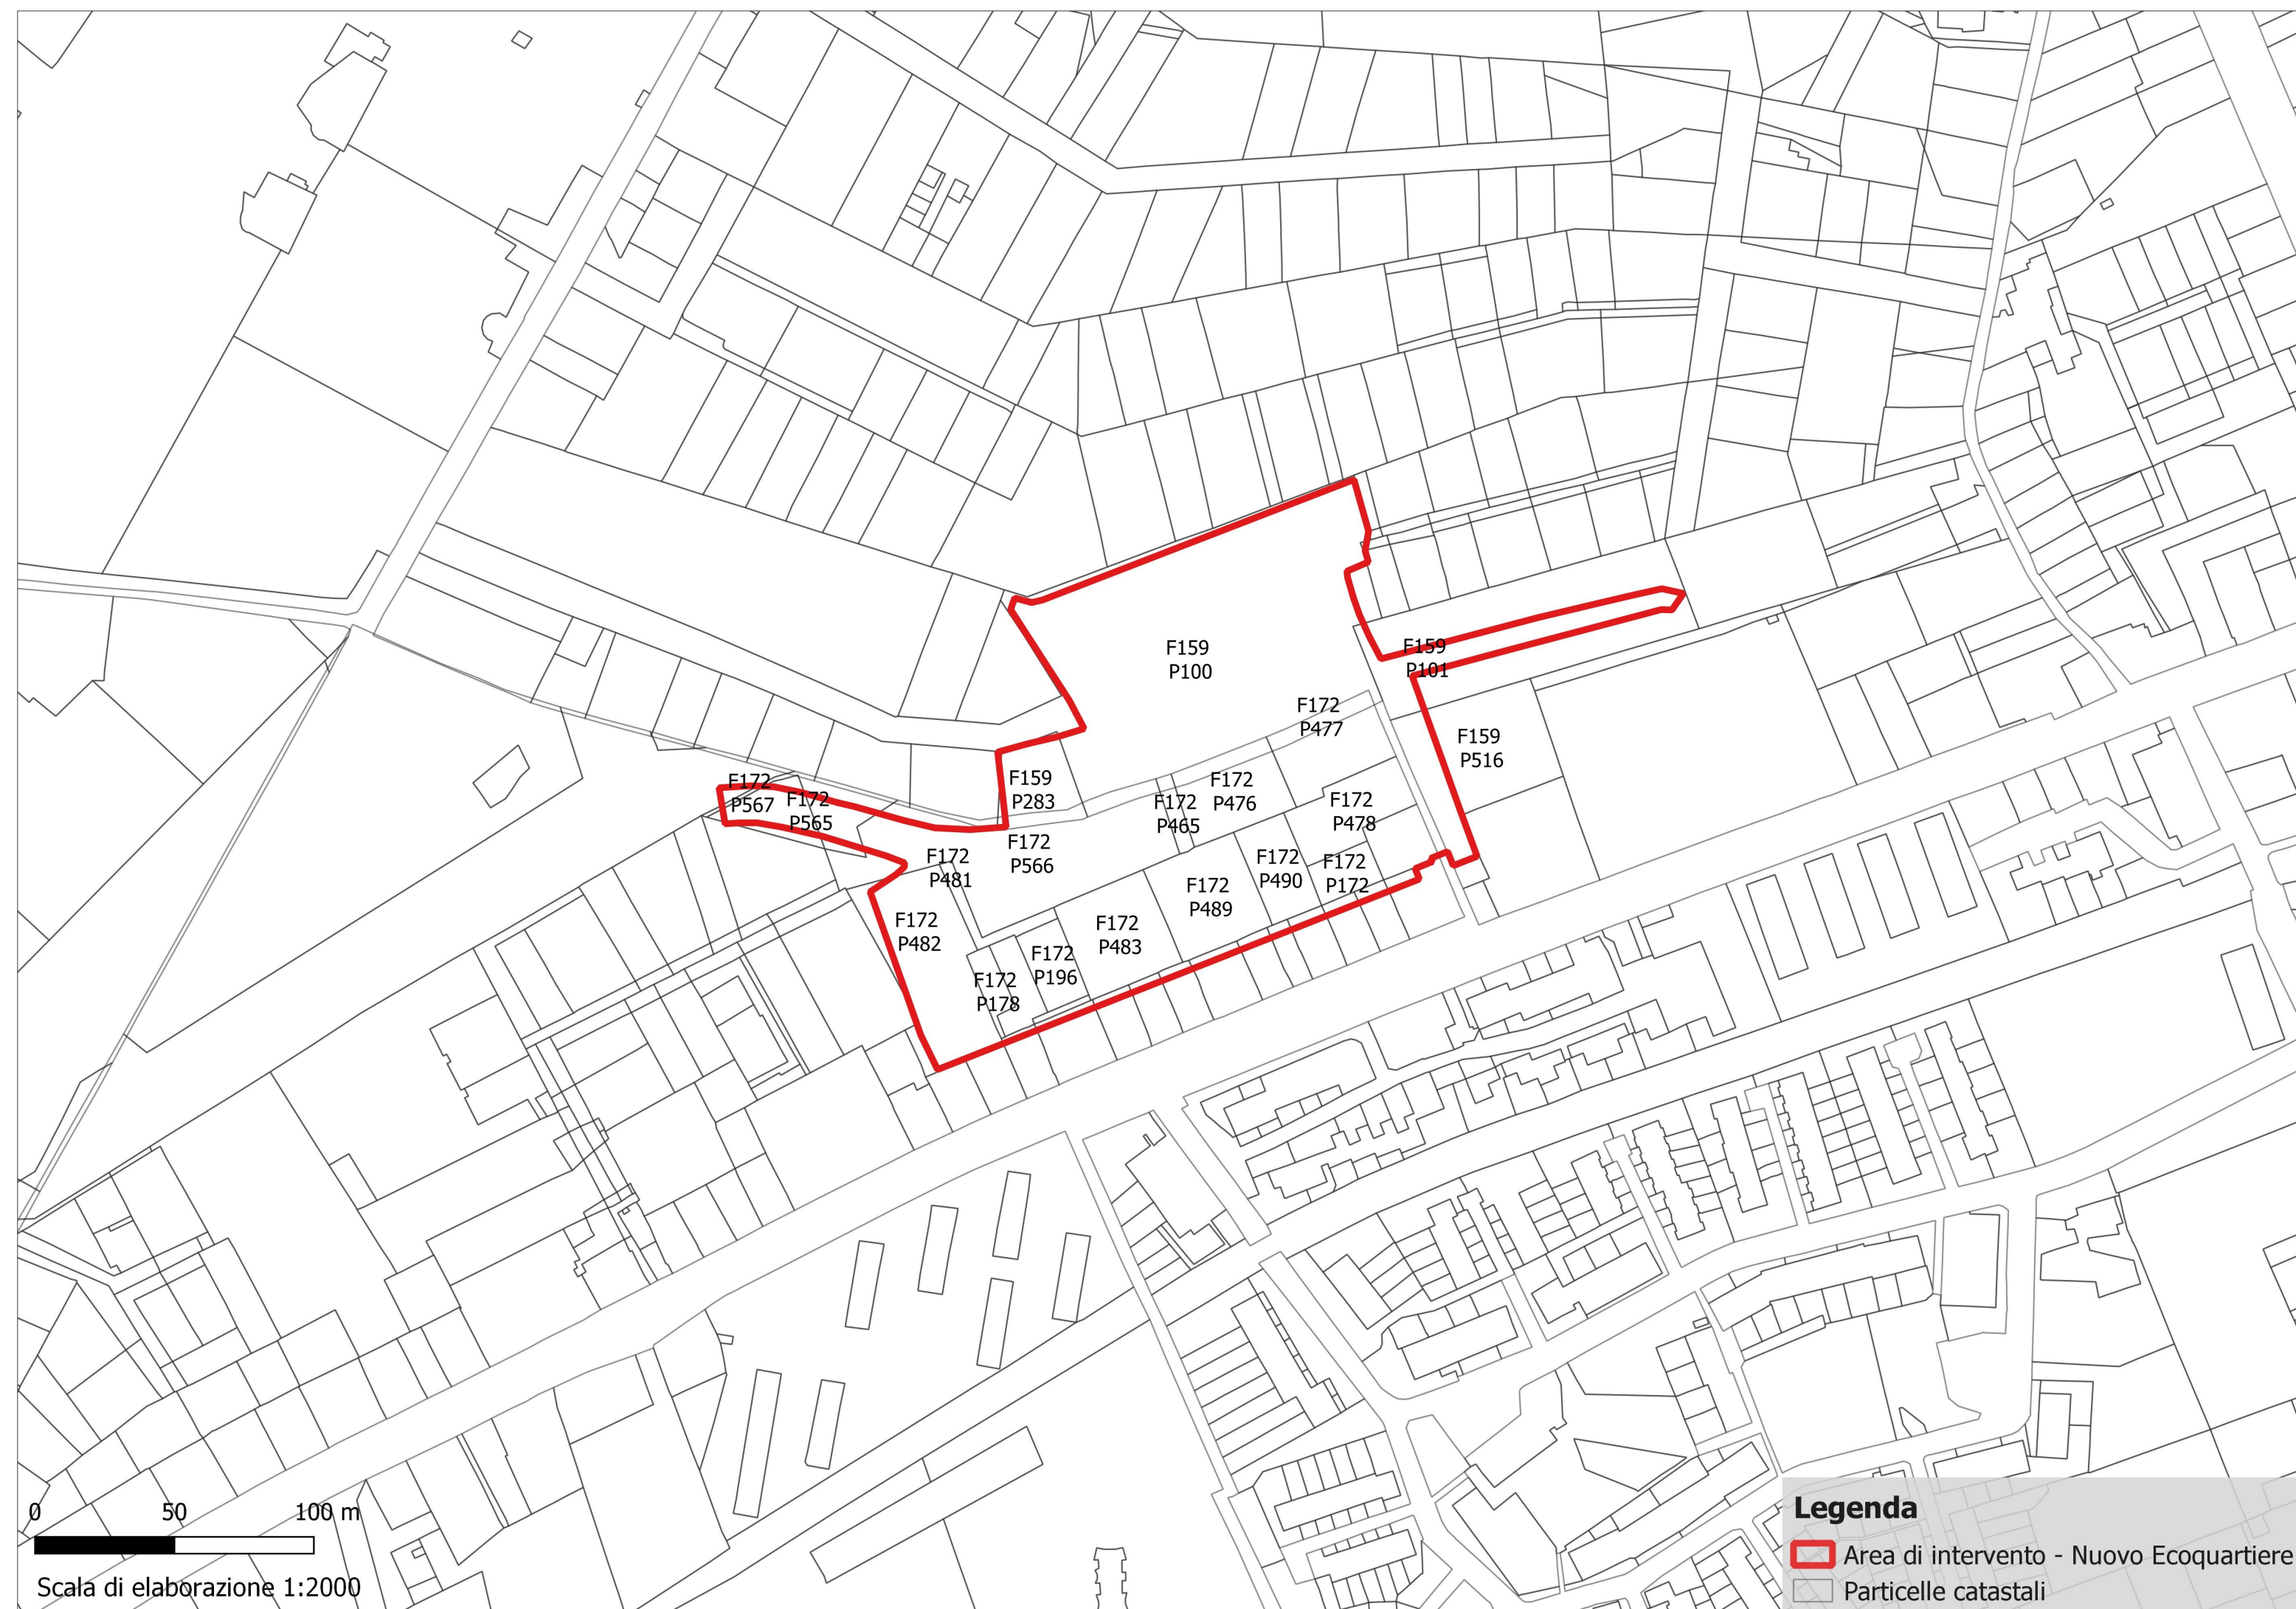 F159
P100
F159
P101
F172
P477
F159
P516
F159
P283
F172
P567
F172
P565
F172
P476
F172
P465
F172
P478
F172
P566
F172
P481
F172
P490
F172
P172
F172
P489
F172
P482
F172
P483
F172
P196
F172
P178
0 50 100 m
Scala di elaborazione 1:2000
Legenda
Area di intervento - Nuovo Ecoquartiere
Particelle catastali